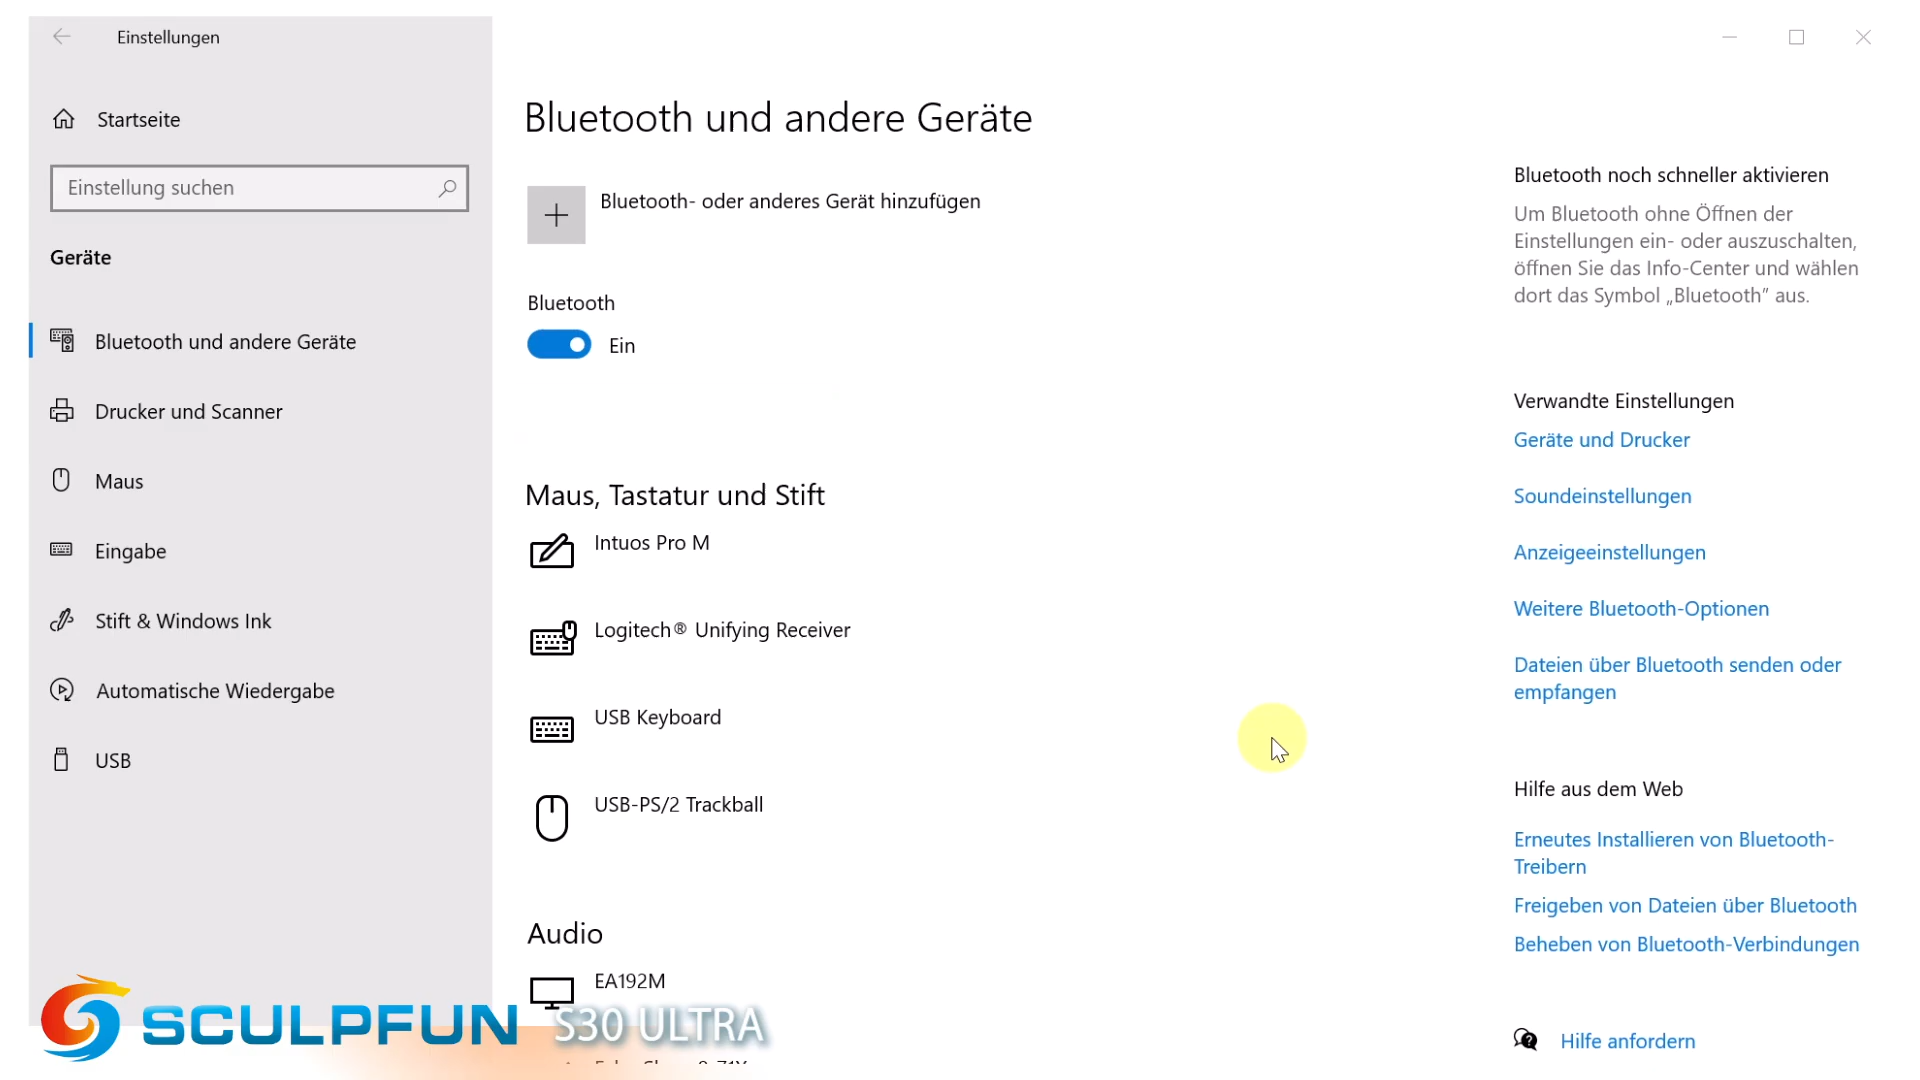 Einstellungen
Startseite
Einstellung suchen
Geräte
Bluetooth und andere Geräte
Drucker und Scanner
Maus
Eingabe
Stift & Windows Ink
Automatische Wiedergabe
USB
Bluetooth und andere Geräte
Bluetooth- oder anderes Gerät hinzufügen
Bluetooth
Ein
Maus, Tastatur und Stift
Intuos Pro M
Logitech® Unifying Receiver
USB Keyboard
USB-PS/2 Trackball
Audio
EA192M
Bluetooth noch schneller aktivieren
Um Bluetooth ohne Öffnen der
Einstellungen ein- oder auszuschalten,
öffnen Sie das Info-Center und wählen
dort das Symbol „Bluetooth” aus.
Verwandte Einstellungen
Geräte und Drucker
Soundeinstellungen
Anzeigeeinstellungen
Weitere Bluetooth-Optionen
Dateien über Bluetooth senden oder
empfangen
Hilfe aus dem Web
Erneutes Installieren von Bluetooth-
Treibern
Freigeben von Dateien über Bluetooth
Beheben von Bluetooth-Verbindungen
Hilfe anfordern
SCULPFUN S30 ULTRA